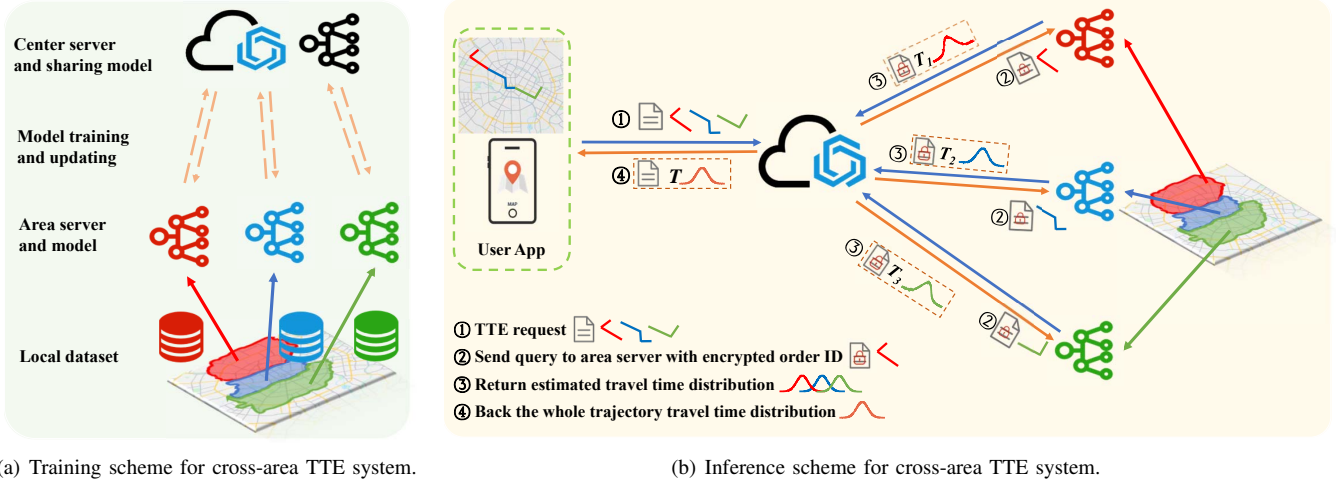 Center server
and sharing model
Model training
and updating
Area server
and model
Local dataset
(a) Training scheme for cross-area TTE system.
MAP
User App
①
④ T
③ T1
②
③ T2
②
③ T3
②
① TTE request
② Send query to area server with encrypted order ID
③ Return estimated travel time distribution
④ Back the whole trajectory travel time distribution
(b) Inference scheme for cross-area TTE system.